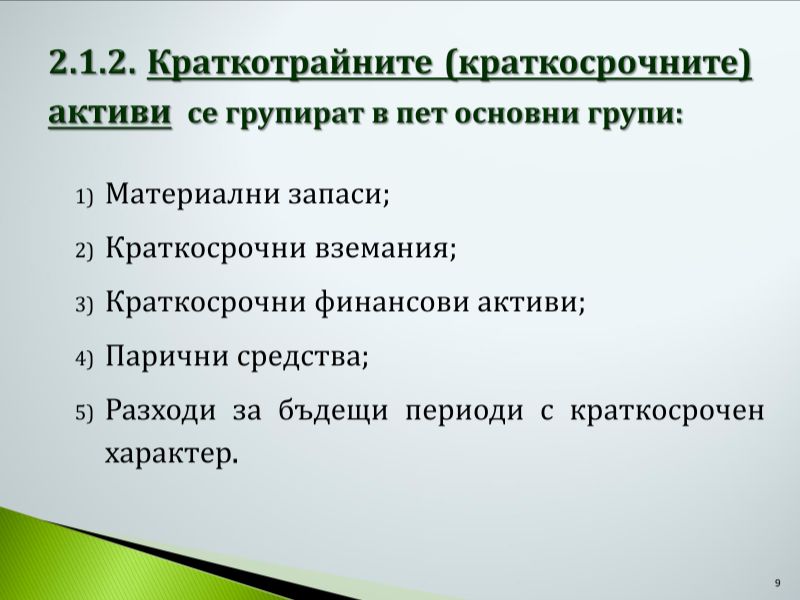 2.1.2. Краткотрайните (краткосрочните)
активи се групират в пет основни групи:
1) Материални запаси;
2) Краткосрочни вземания;
3) Краткосрочни финансови активи;
4) Парични средства;
5) Разходи за бъдещи периоди с краткосрочен
характер.
9